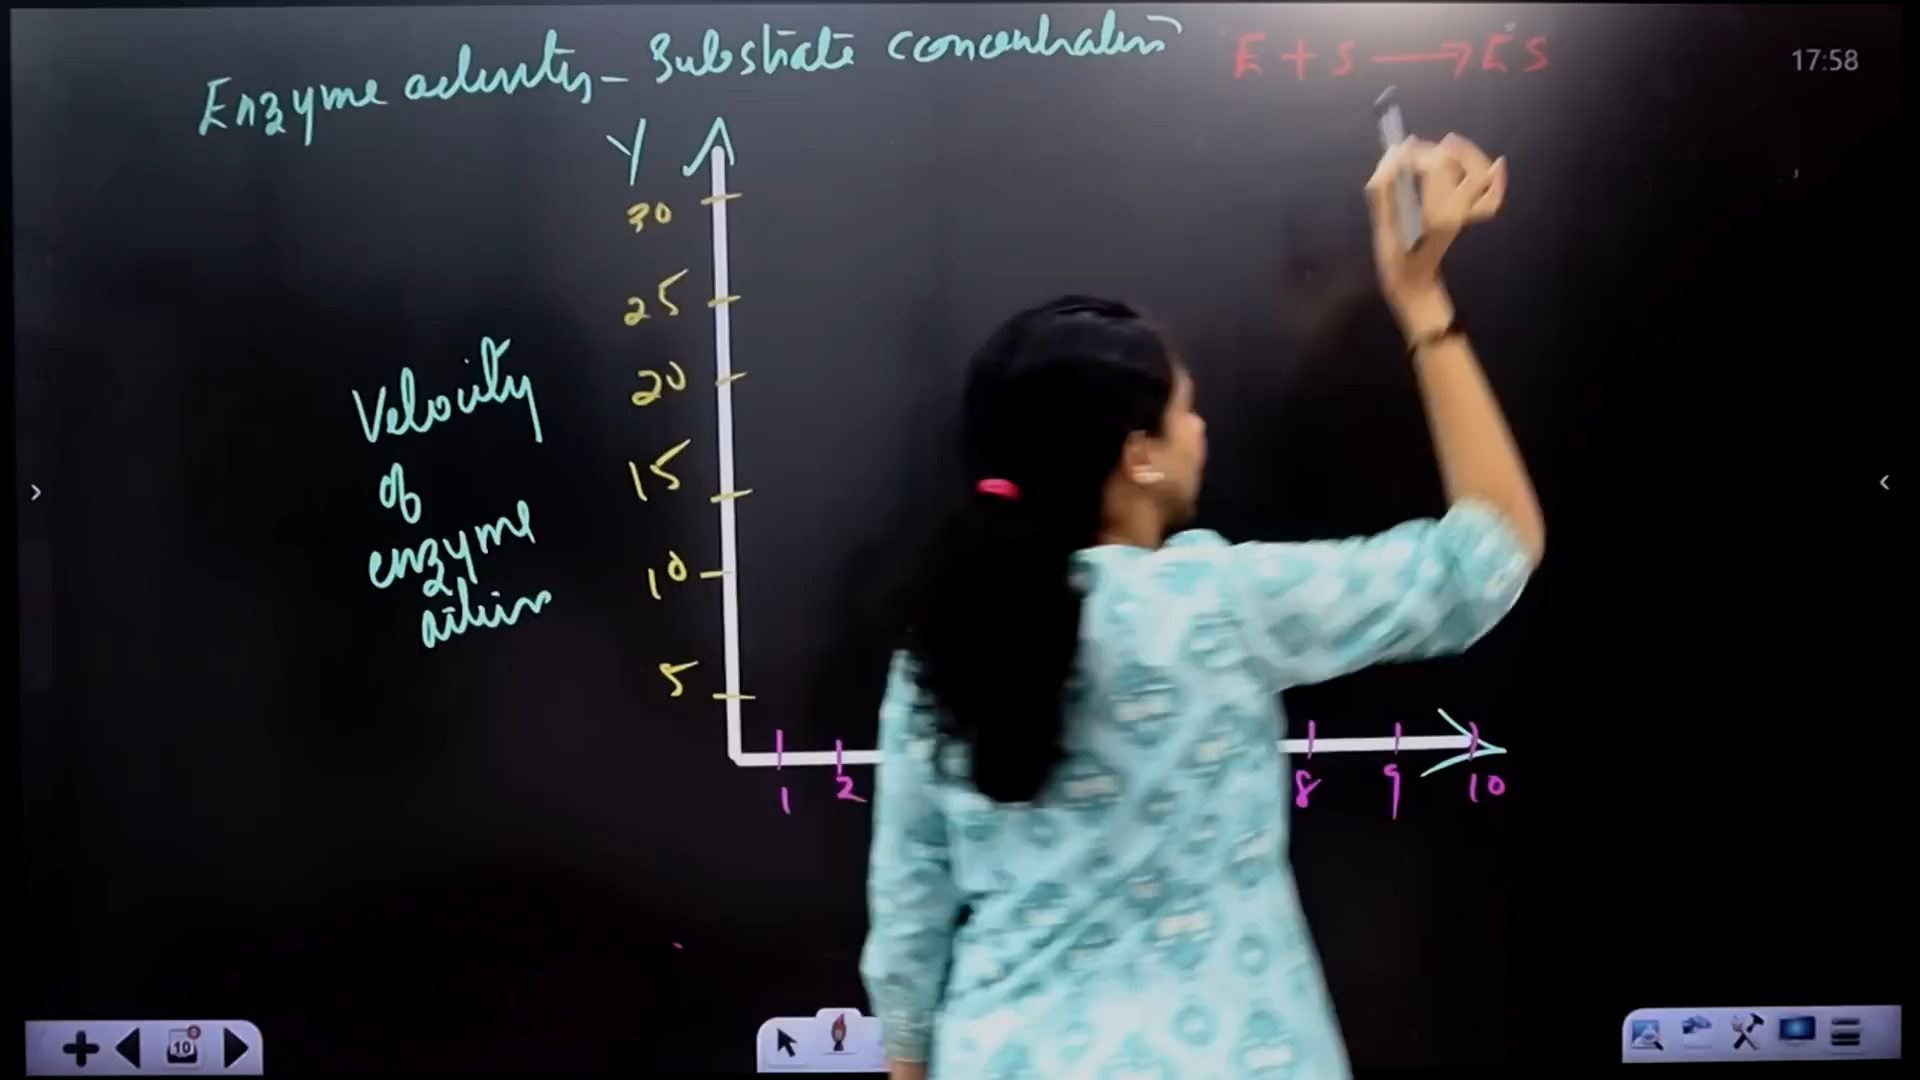 Enzyme activity - Substrate concentration
E + S → ES
17:58
Y
30
25
20
15
10
5
Velocity
of
enzyme
action
1 2 8 9 10
10